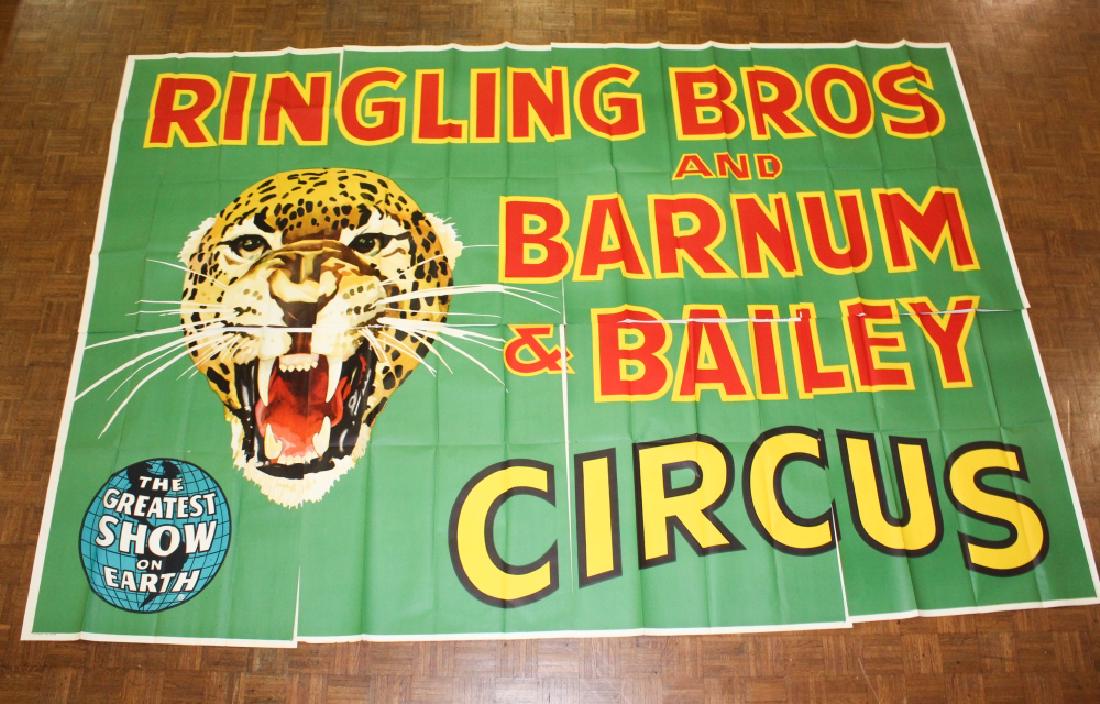 RINGLING BROS
AND
BARNUM
& BAILEY
CIRCUS
THE
GREATEST
SHOW
ON
EARTH